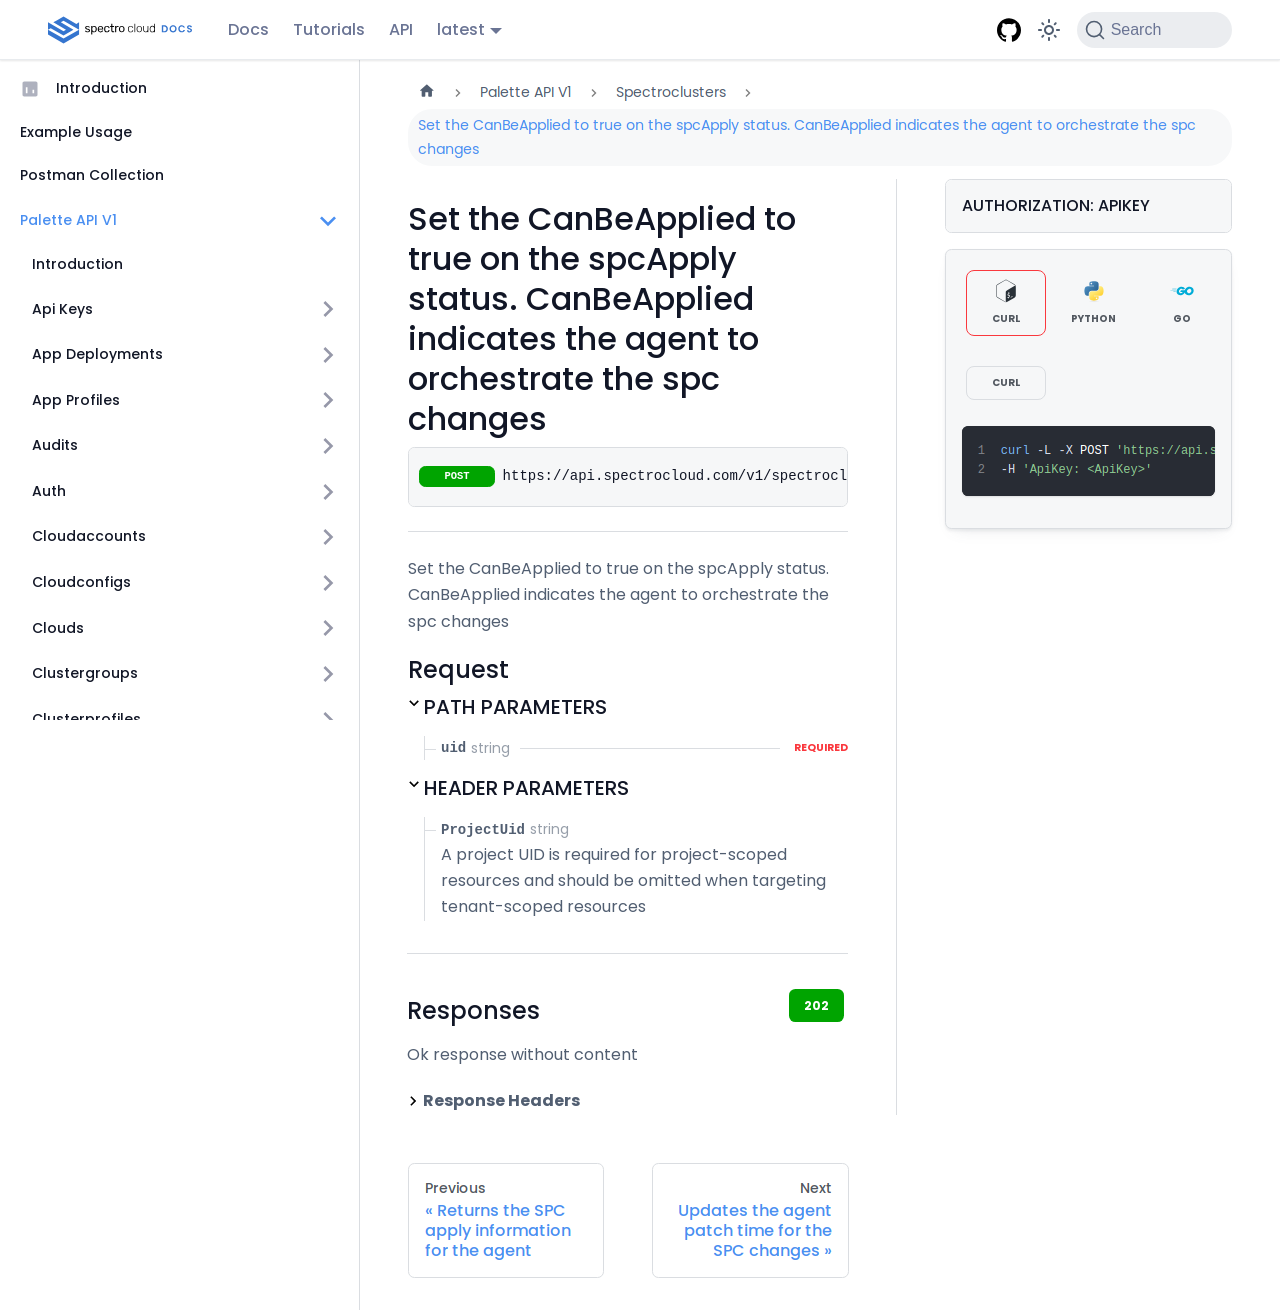 spectro cloud DOCS
Docs
Tutorials
API
latest
Search
Introduction
Example Usage
Postman Collection
Palette API V1
Introduction
Api Keys
App Deployments
App Profiles
Audits
Auth
Cloudaccounts
Cloudconfigs
Clouds
Clustergroups
Clusterprofiles
Palette API V1
Spectroclusters
Set the CanBeApplied to true on the spcApply status. CanBeApplied indicates the agent to orchestrate the spc
changes
Set the CanBeApplied to
true on the spcApply
status. CanBeApplied
indicates the agent to
orchestrate the spc
changes
POST https://api.spectrocloud.com/v1/spectrocl
Set the CanBeApplied to true on the spcApply status.
CanBeApplied indicates the agent to orchestrate the
spc changes
Request
PATH PARAMETERS
uid string REQUIRED
HEADER PARAMETERS
ProjectUid string
A project UID is required for project-scoped
resources and should be omitted when targeting
tenant-scoped resources
Responses
202
Ok response without content
Response Headers
AUTHORIZATION: APIKEY
CURL
PYTHON
GO
CURL
1 curl -L -X POST 'https://api.s
2 -H 'ApiKey: <ApiKey>'
Previous
« Returns the SPC
apply information
for the agent
Next
Updates the agent
patch time for the
SPC changes »